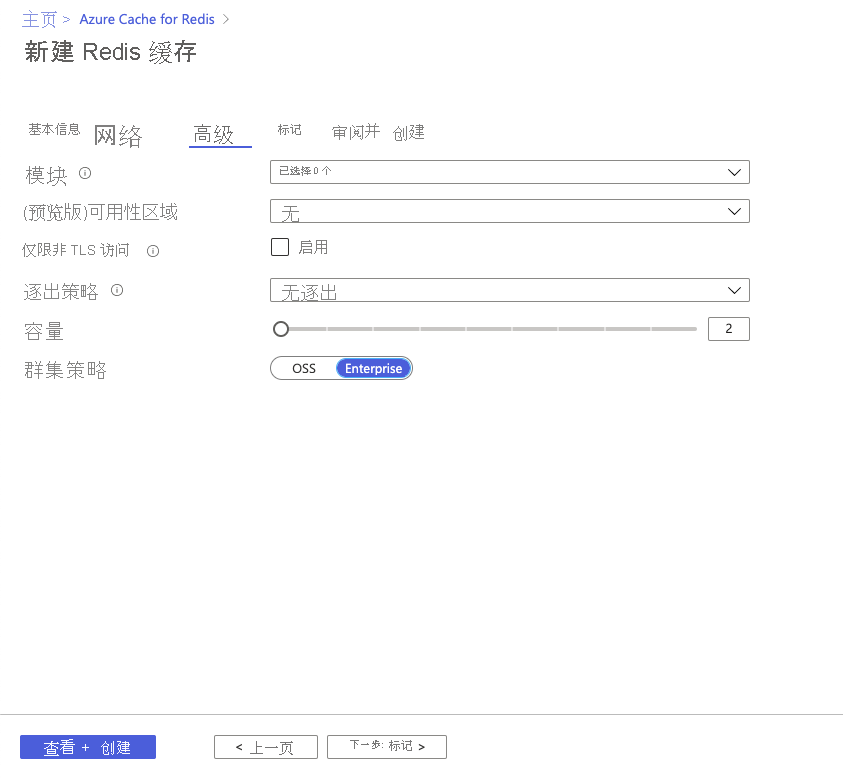 主页 > Azure Cache for Redis >
新建 Redis 缓存
基本信息 网络 高级 标记 审阅并 创建
模块 已选择 0 个
(预览版)可用性区域 无
仅限非 TLS 访问 启用
逐出策略 无逐出
容量 2
群集策略 OSS Enterprise
查看 + 创建 < 上一页 下一步: 标记 >